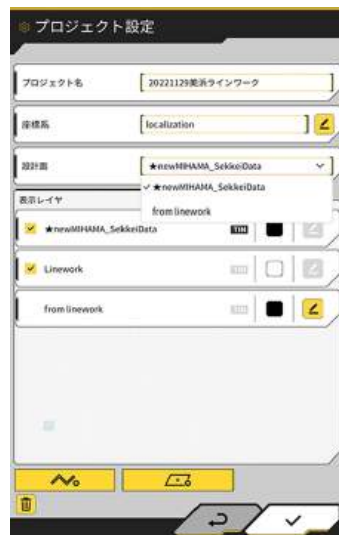 プロジェクト設定
プロジェクト名 20221129美浜ラインワーク
座標系 localization
設計面 ★newMIHAMA_SekkeiData
✓ ★newMIHAMA_SekkeiData
from linework
表示レイヤ
★newMIHAMA_SekkeiData TIN
Linework TIN
from linework TIN